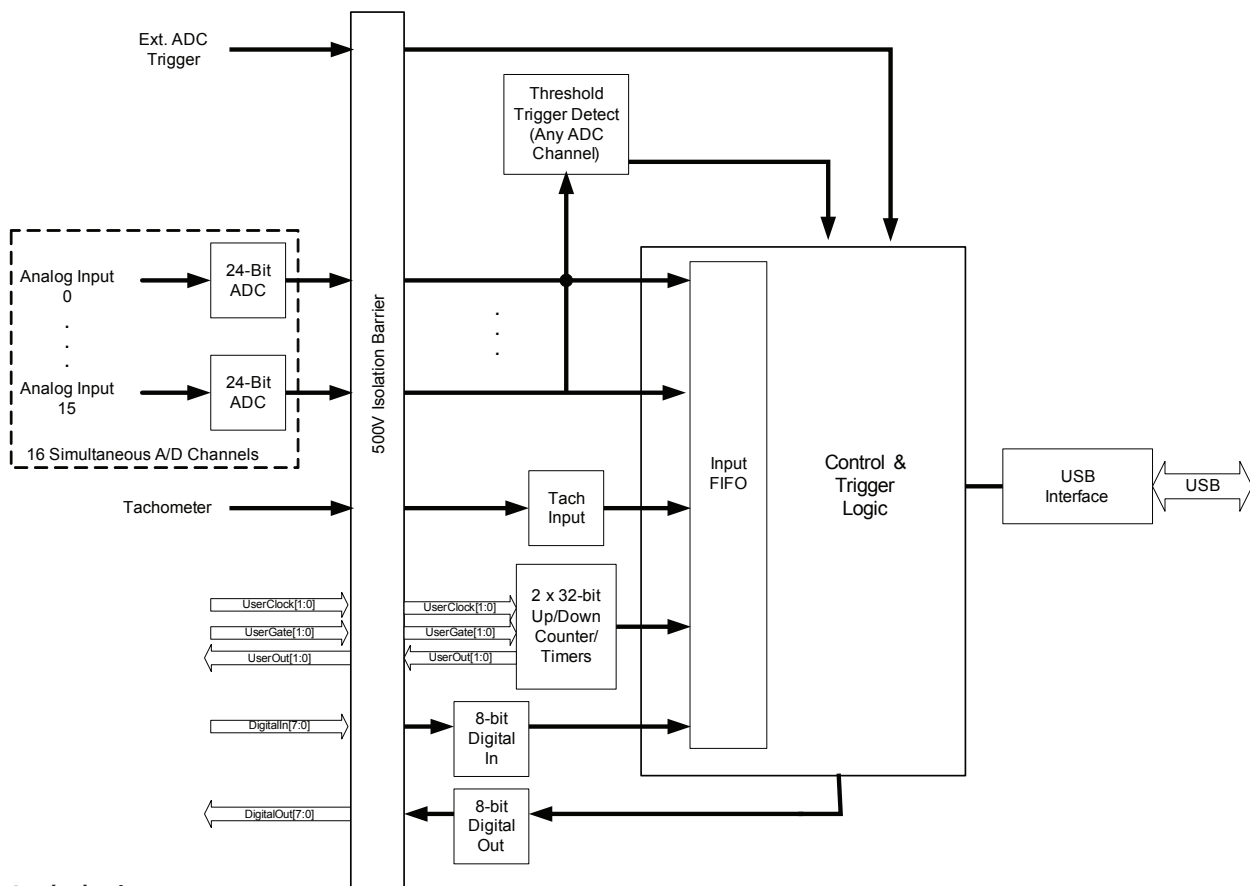 Ext. ADC
Trigger
Threshold
Trigger Detect
(Any ADC
Channel)
Analog Input
0
.
.
.
Analog Input
15
24-Bit
ADC
24-Bit
ADC
16 Simultaneous A/D Channels
500V Isolation Barrier
.
.
.
Input
FIFO
Control &
Trigger
Logic
USB
Interface
USB
Tachometer
Tach
Input
UserClock[1:0]
UserGate[1:0]
UserOut[1:0]
UserClock[1:0]
UserGate[1:0]
UserOut[1:0]
2 x 32-bit
Up/Down
Counter/
Timers
DigitalIn[7:0]
8-bit
Digital
In
DigitalOut[7:0]
8-bit
Digital
Out